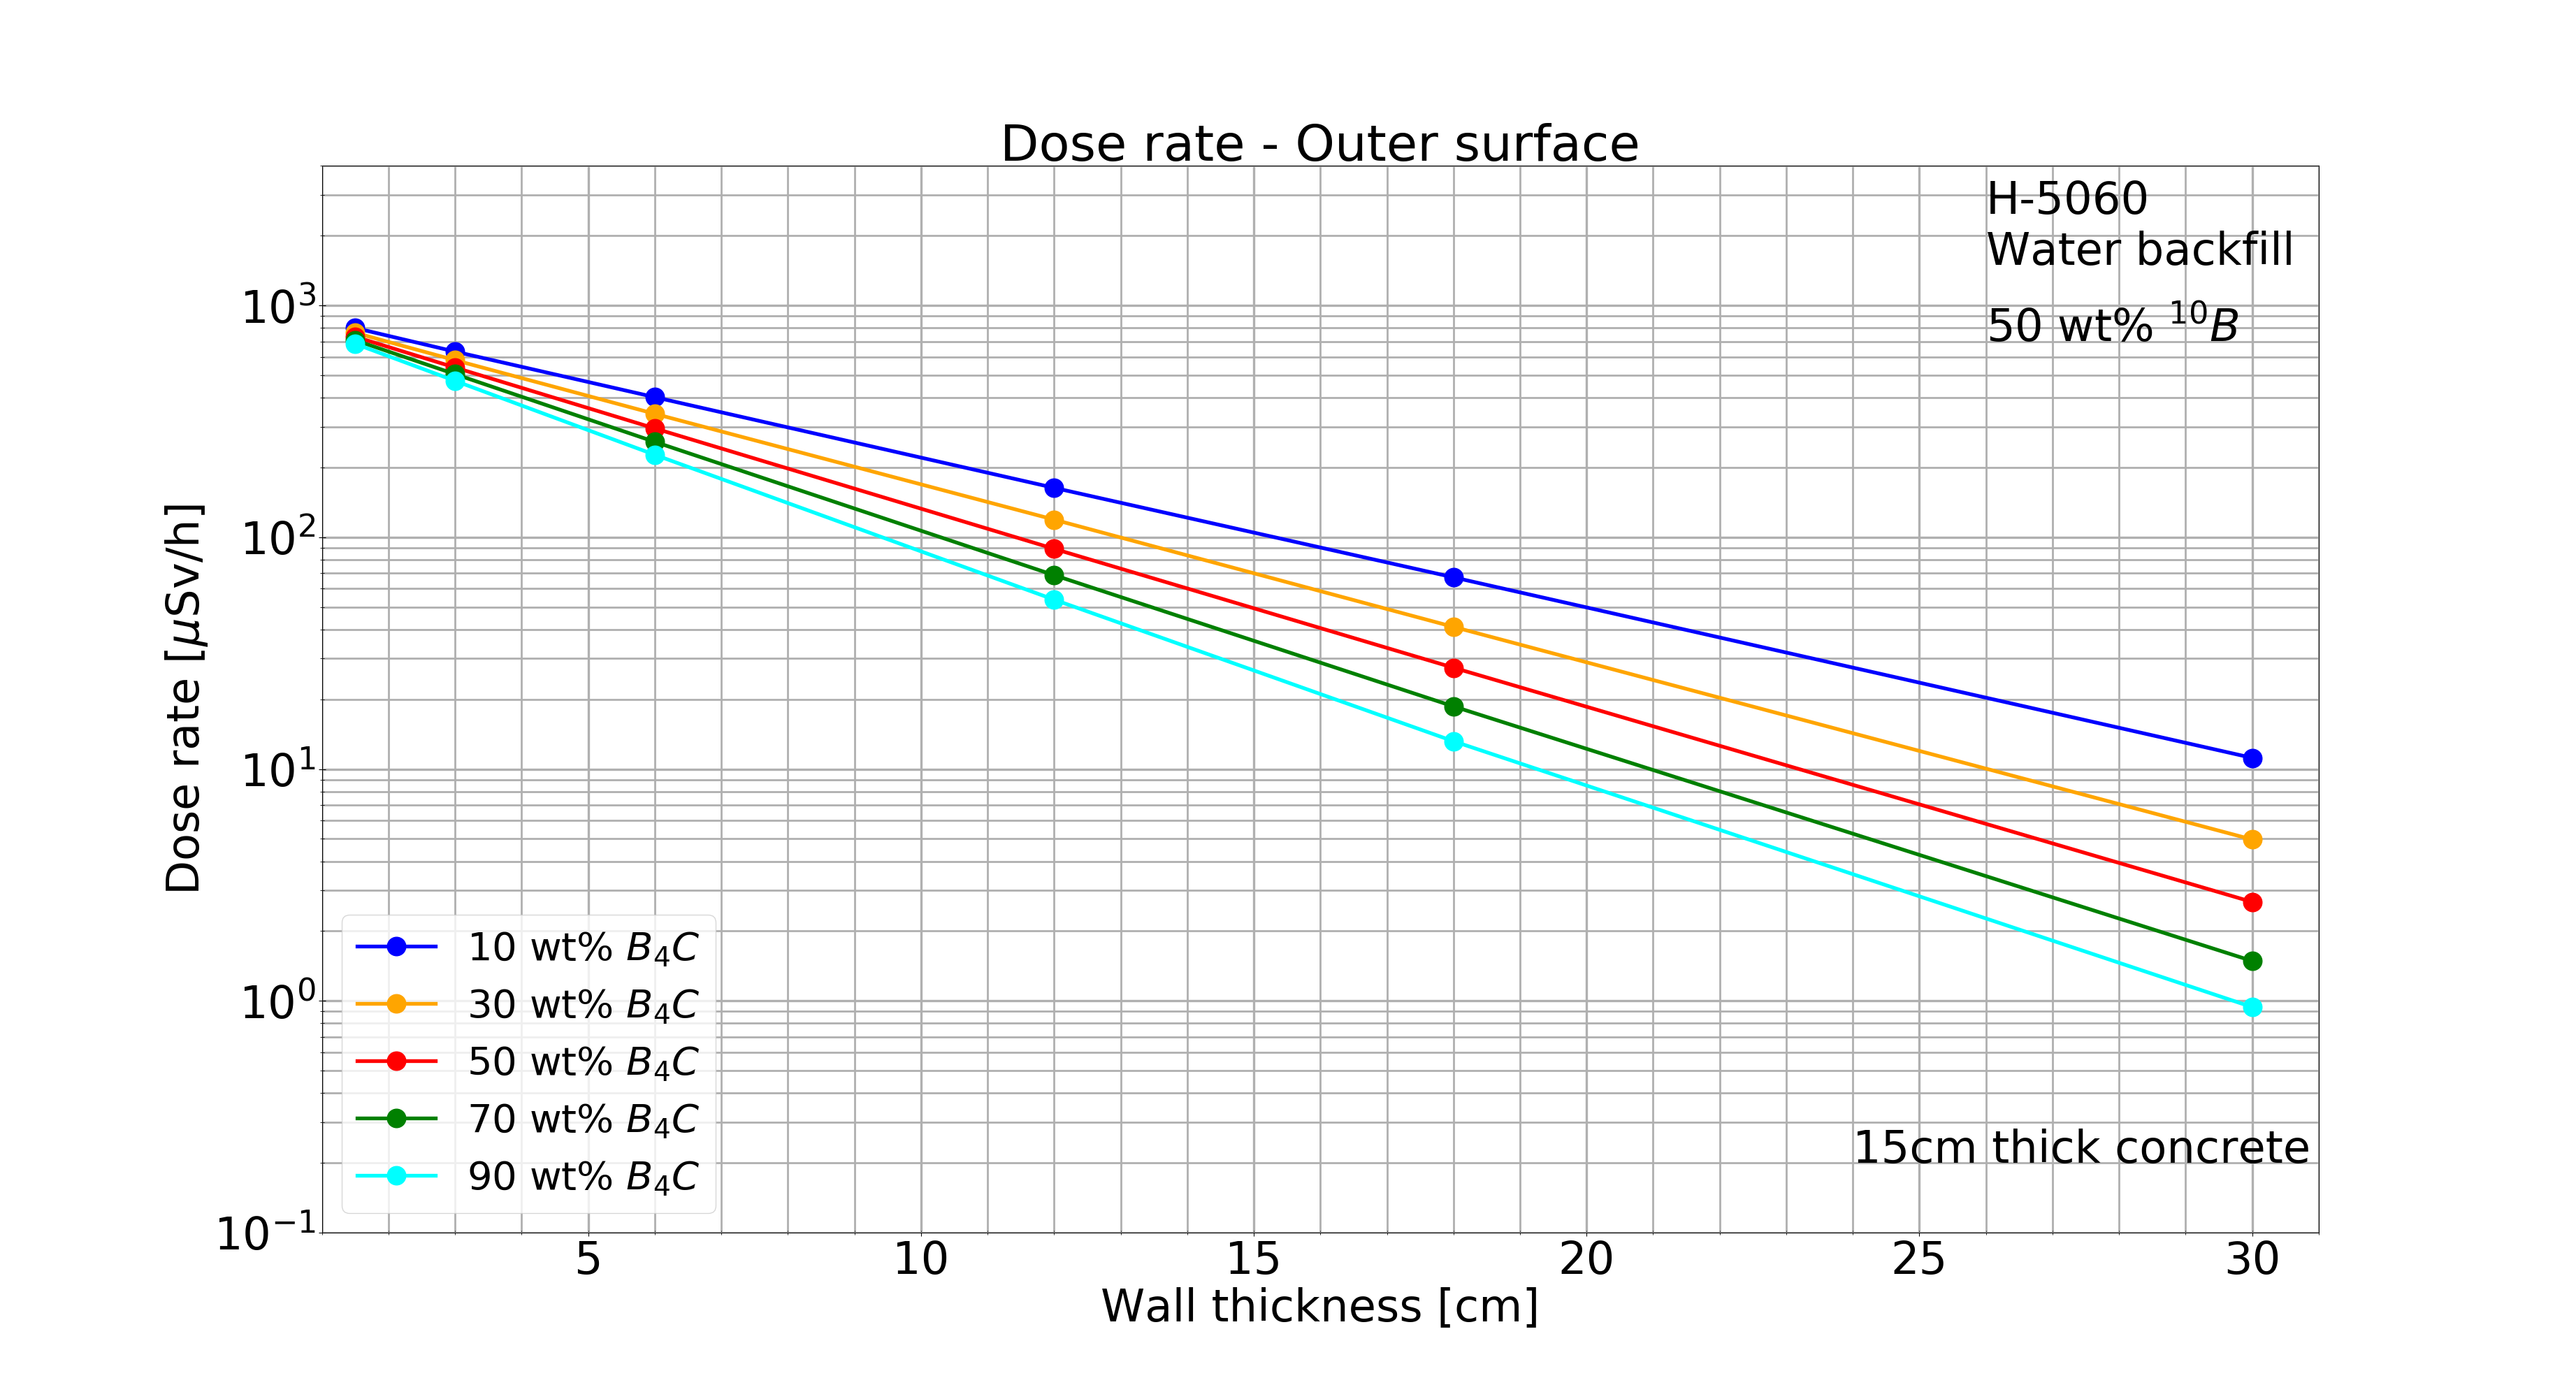 Dose rate - Outer surface
H-5060
Water backfill
50 wt% ¹⁰B
10³
10²
10¹
10⁰
10⁻¹
Dose rate [μSv/h]
10 wt% B₄C
30 wt% B₄C
50 wt% B₄C
70 wt% B₄C
90 wt% B₄C
15cm thick concrete
5 10 15 20 25 30
Wall thickness [cm]